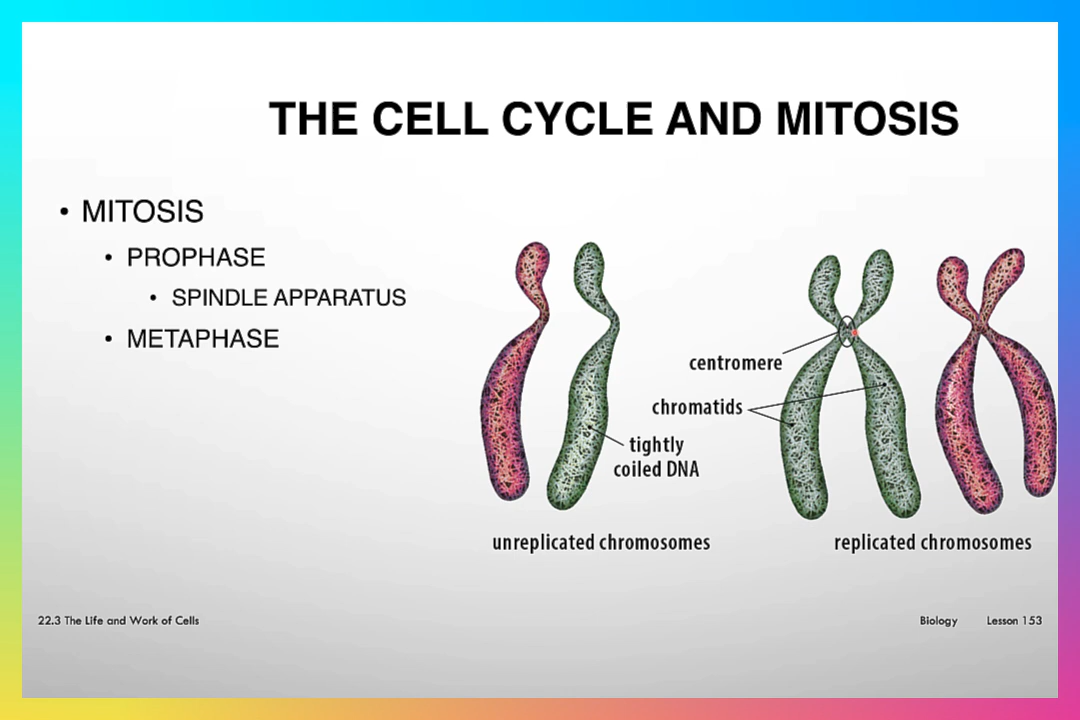 THE CELL CYCLE AND MITOSIS
• MITOSIS
• PROPHASE
• SPINDLE APPARATUS
• METAPHASE
centromere
chromatids
tightly
coiled DNA
unreplicated chromosomes
replicated chromosomes
22.3 The Life and Work of Cells
Biology
Lesson 153